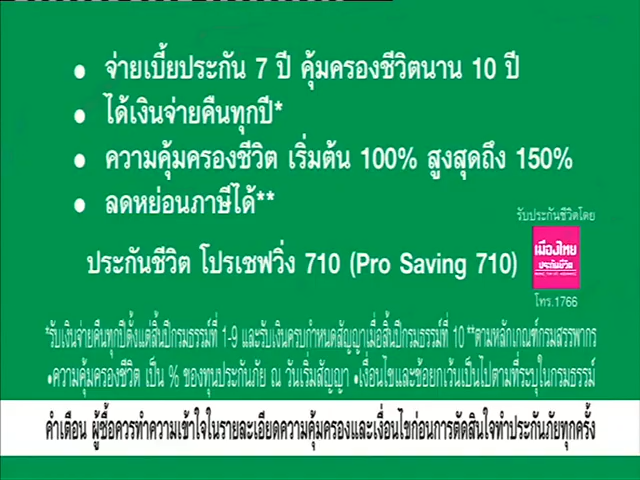 • จ่ายเบี้ยประกัน 7 ปี คุ้มครองชีวิตนาน 10 ปี
• ได้เงินจ่ายคืนทุกปี*
• ความคุ้มครองชีวิต เริ่มต้น 100% สูงสุดถึง 150%
• ลดหย่อนภาษีได้**
รับประกันชีวิตโดย
เมืองไทย
ประกันชีวิต
ประกันชีวิต โปรเซฟวิ่ง 710 (Pro Saving 710)
โทร.1766
*รับเงินจ่ายคืนทุกปีตั้งแต่สิ้นปีกรมธรรม์ที่ 1-9 และรับเงินครบกำหนดสัญญาเมื่อสิ้นปีกรมธรรม์ที่ 10 **ตามหลักเกณฑ์กรมสรรพากร
•ความคุ้มครองชีวิต เป็น % ของทุนประกันภัย ณ วันเริ่มสัญญา •เงื่อนไขและข้อยกเว้นเป็นไปตามที่ระบุในกรมธรรม์
คำเตือน ผู้ซื้อควรทำความเข้าใจในรายละเอียดความคุ้มครองและเงื่อนไขก่อนการตัดสินใจทำประกันภัยทุกครั้ง